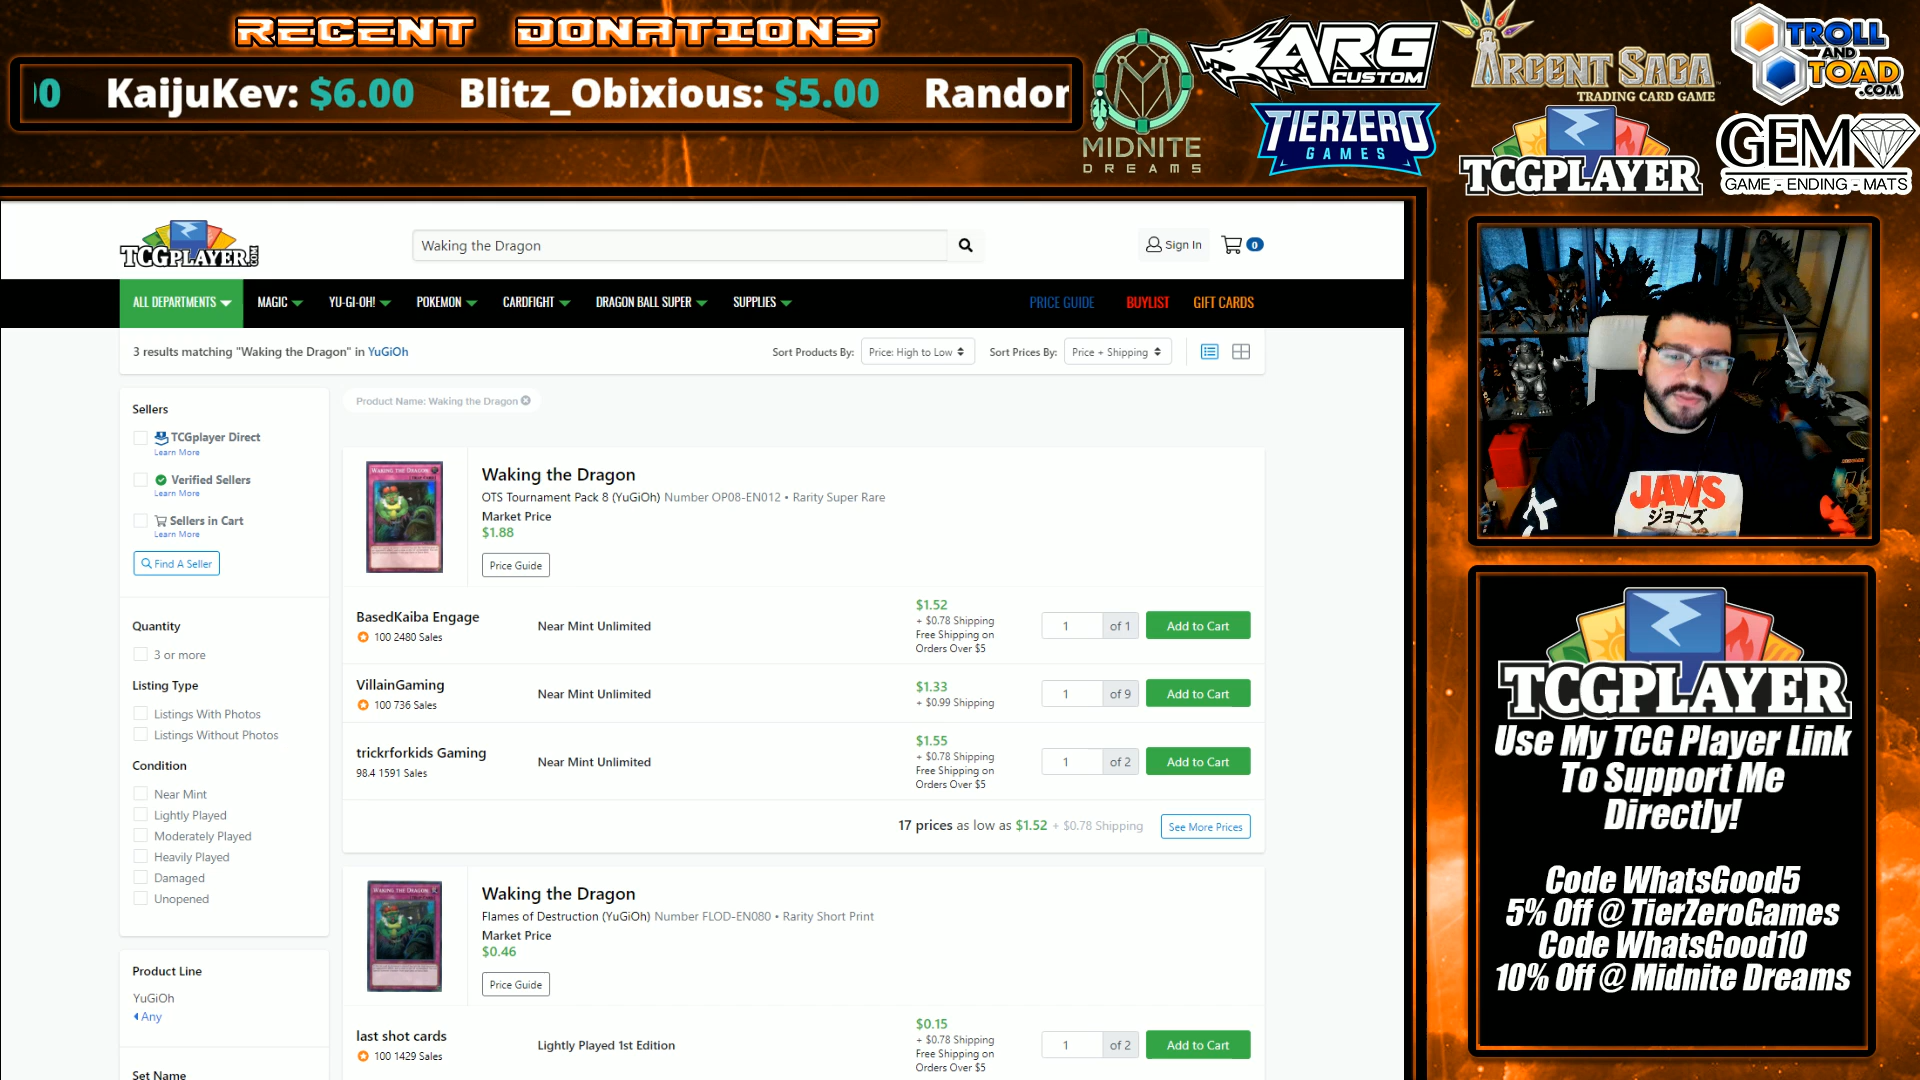 RECENT DONATIONS
KaijuKev: $6.00 Blitz_Obixious: $5.00
MIDNITE
DREAMS
ARG
CUSTOM
TIERZERO
GAMES
ARGENT SAGA
TRADING CARD GAME
TROLL
AND
TOAD
.COM
TCGPLAYER
GEM
GAME-ENDING-MATS
TCGPLAYER.COM
Waking the Dragon
Sign In
0
ALL DEPARTMENTS
MAGIC
YU-GI-OH!
POKEMON
CARDFIGHT
DRAGON BALL SUPER
SUPPLIES
PRICE GUIDE
BUYLIST
GIFT CARDS
3 results matching "Waking the Dragon" in YuGiOh
Sort Products By:
Price: High to Low
Sort Prices By:
Price + Shipping
Sellers
TCGplayer Direct
Learn More
Verified Sellers
Learn More
Sellers in Cart
Learn More
Find A Seller
Quantity
3 or more
Listing Type
Listings With Photos
Listings Without Photos
Condition
Near Mint
Lightly Played
Moderately Played
Heavily Played
Damaged
Unopened
Product Line
YuGiOh
Any
Set Name
Product Name: Waking the Dragon
WAKING THE DRAGON
Waking the Dragon
OTS Tournament Pack 8 (YuGiOh) Number OP08-EN012 • Rarity Super Rare
Market Price
$1.88
Price Guide
BasedKaiba Engage
100 2480 Sales
Near Mint Unlimited
$1.52
+ $0.78 Shipping
Free Shipping on
Orders Over $5
1
of 1
Add to Cart
VillainGaming
100 736 Sales
Near Mint Unlimited
$1.33
+ $0.99 Shipping
1
of 9
Add to Cart
trickrforkids Gaming
98.4 1591 Sales
Near Mint Unlimited
$1.55
+ $0.78 Shipping
Free Shipping on
Orders Over $5
1
of 2
Add to Cart
17 prices as low as $1.52 + $0.78 Shipping
See More Prices
WAKING THE DRAGON
Waking the Dragon
Flames of Destruction (YuGiOh) Number FLOD-EN080 • Rarity Short Print
Market Price
$0.46
Price Guide
last shot cards
100 1429 Sales
Lightly Played 1st Edition
$0.15
+ $0.78 Shipping
Free Shipping on
Orders Over $5
1
of 2
Add to Cart
JAWS
ジョーズ
TCGPLAYER
Use My TCG Player Link
To Support Me
Directly!
Code WhatsGood5
5% Off @ TierZeroGames
Code WhatsGood10
10% Off @ Midnite Dreams